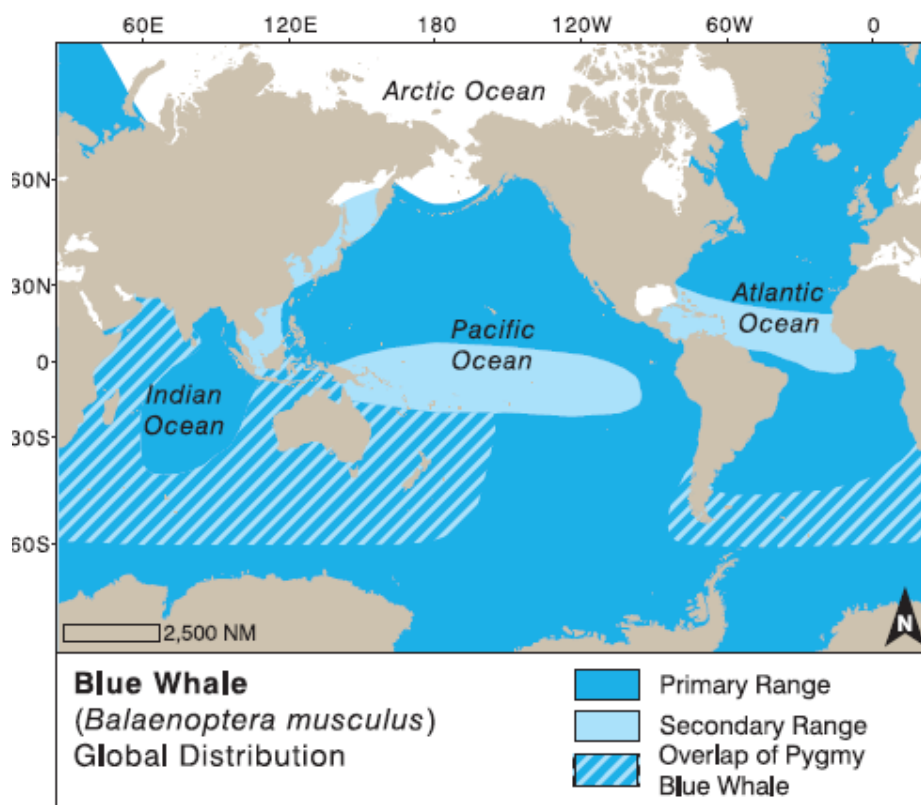 60E 120E 180 120W 60W 0
Arctic Ocean
60N
30N
Atlantic
Ocean
Pacific
Ocean
0
Indian
Ocean
30S
60S
2,500 NM
N
Blue Whale
(Balaenoptera musculus)
Global Distribution
Primary Range
Secondary Range
Overlap of Pygmy
Blue Whale